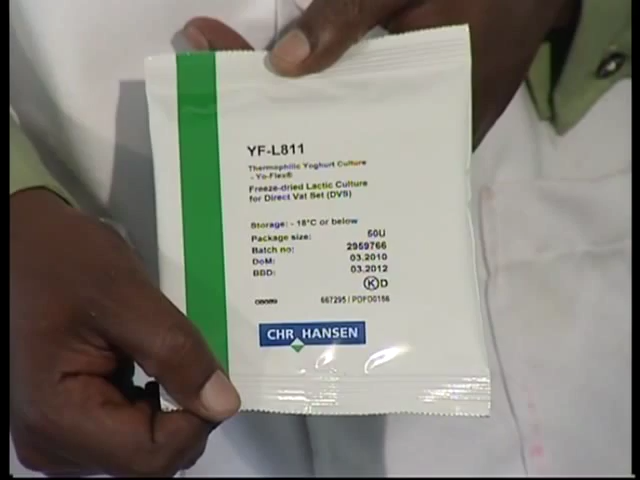 YF-L811
Thermophilic Yoghurt Culture
- Yo-Flex®
Freeze-dried Lactic Culture
for Direct Vat Set (DVS)
Storage: - 18°C or below
Package size: 50U
Batch no: 2959766
DoM: 03.2010
BBD: 03.2012
K D
667295 / PDF00166
CHR HANSEN